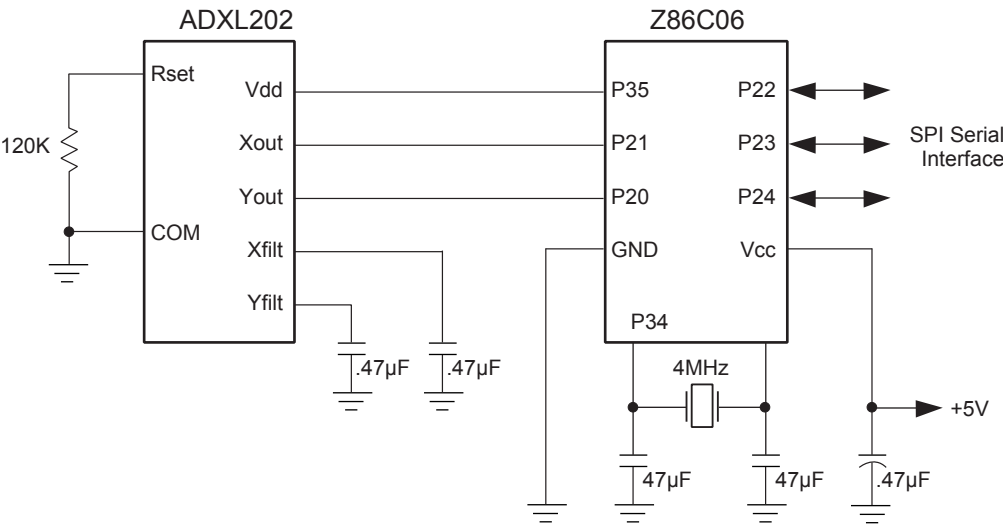 ADXL202
Z86C06
Rset
Vdd
P35
P22
120K
Xout
P21
P23
SPI Serial
Interface
Yout
P20
P24
COM
Xfilt
GND
Vcc
Yfilt
P34
.47µF
.47µF
4MHz
+5V
47µF
47µF
.47µF